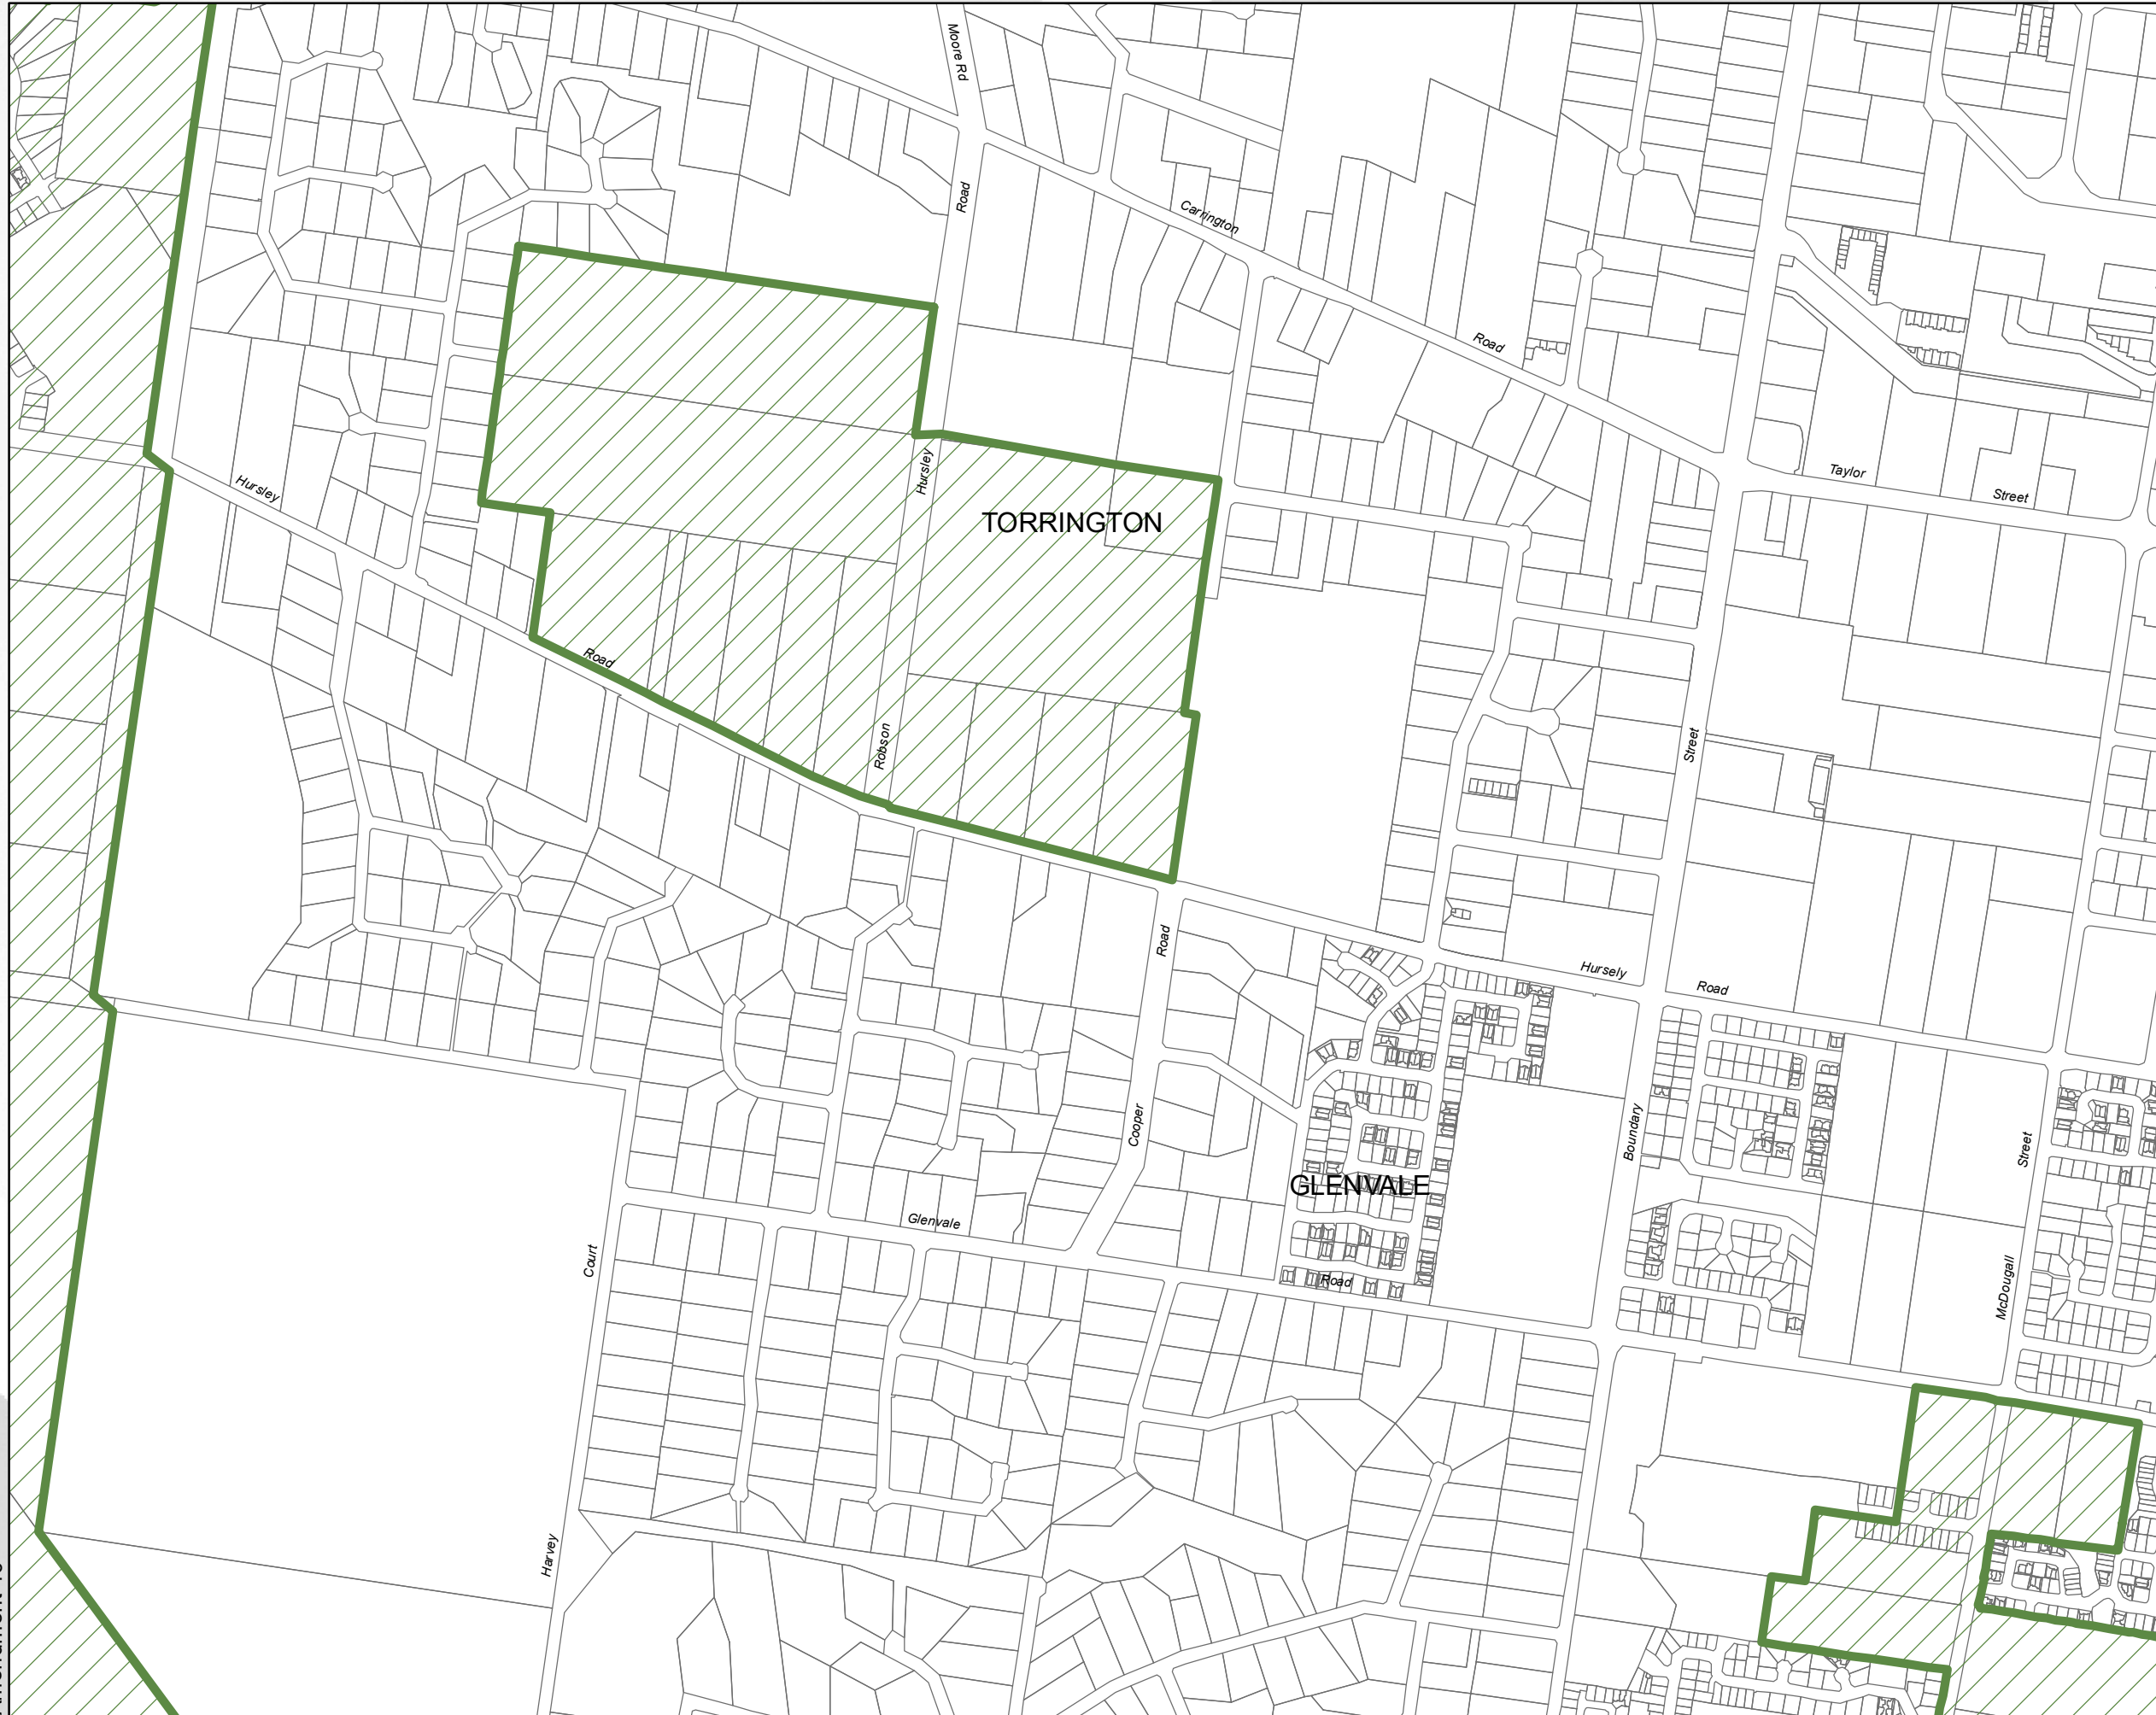 Moore Rd
Road
Carrington
Road
Taylor
Street
Hursley
Hursley
TORRINGTON
Road
Robson
Street
Road
Hursely
Road
Cooper
Boundary
Street
GLENVALE
Glenvale
Road
Court
McDougall
Harvey